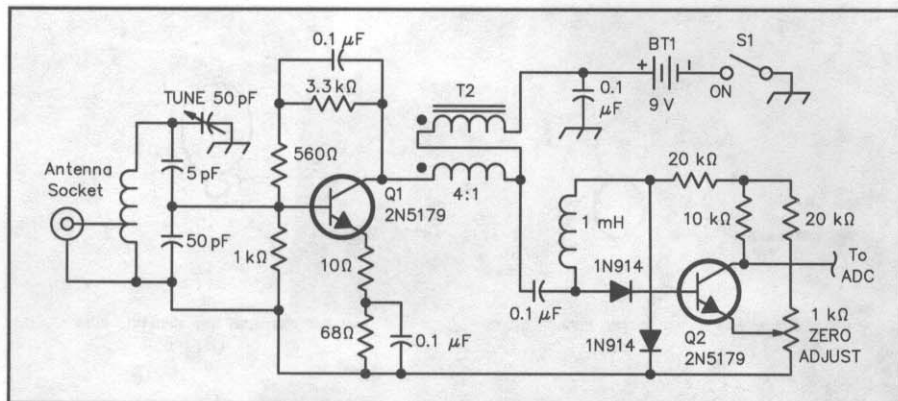 0.1 µF
3.3 kΩ
TUNE 50 pF
T2
BT1
S1
+
-
0.1
µF
9 V
ON
Antenna
Socket
5 pF
560Ω
Q1
2N5179
4:1
20 kΩ
10 kΩ
20 kΩ
50 pF
1 kΩ
1 mH
1N914
To
ADC
10Ω
0.1 µF
68Ω
0.1 µF
1N914
Q2
2N5179
1 kΩ
ZERO
ADJUST